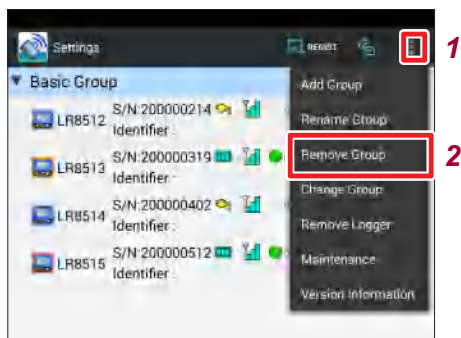 Settings
REGIST
1
Basic Group
Add Group
S/N:200000214
LR8512
Identifier :
Rename Group
S/N:200000319
LR8513
Identifier :
Remove Group
2
Change Group
S/N:200000402
LR8514
Identifier :
Remove Logger
S/N:200000512
LR8515
Identifier :
Maintenance
Version Information